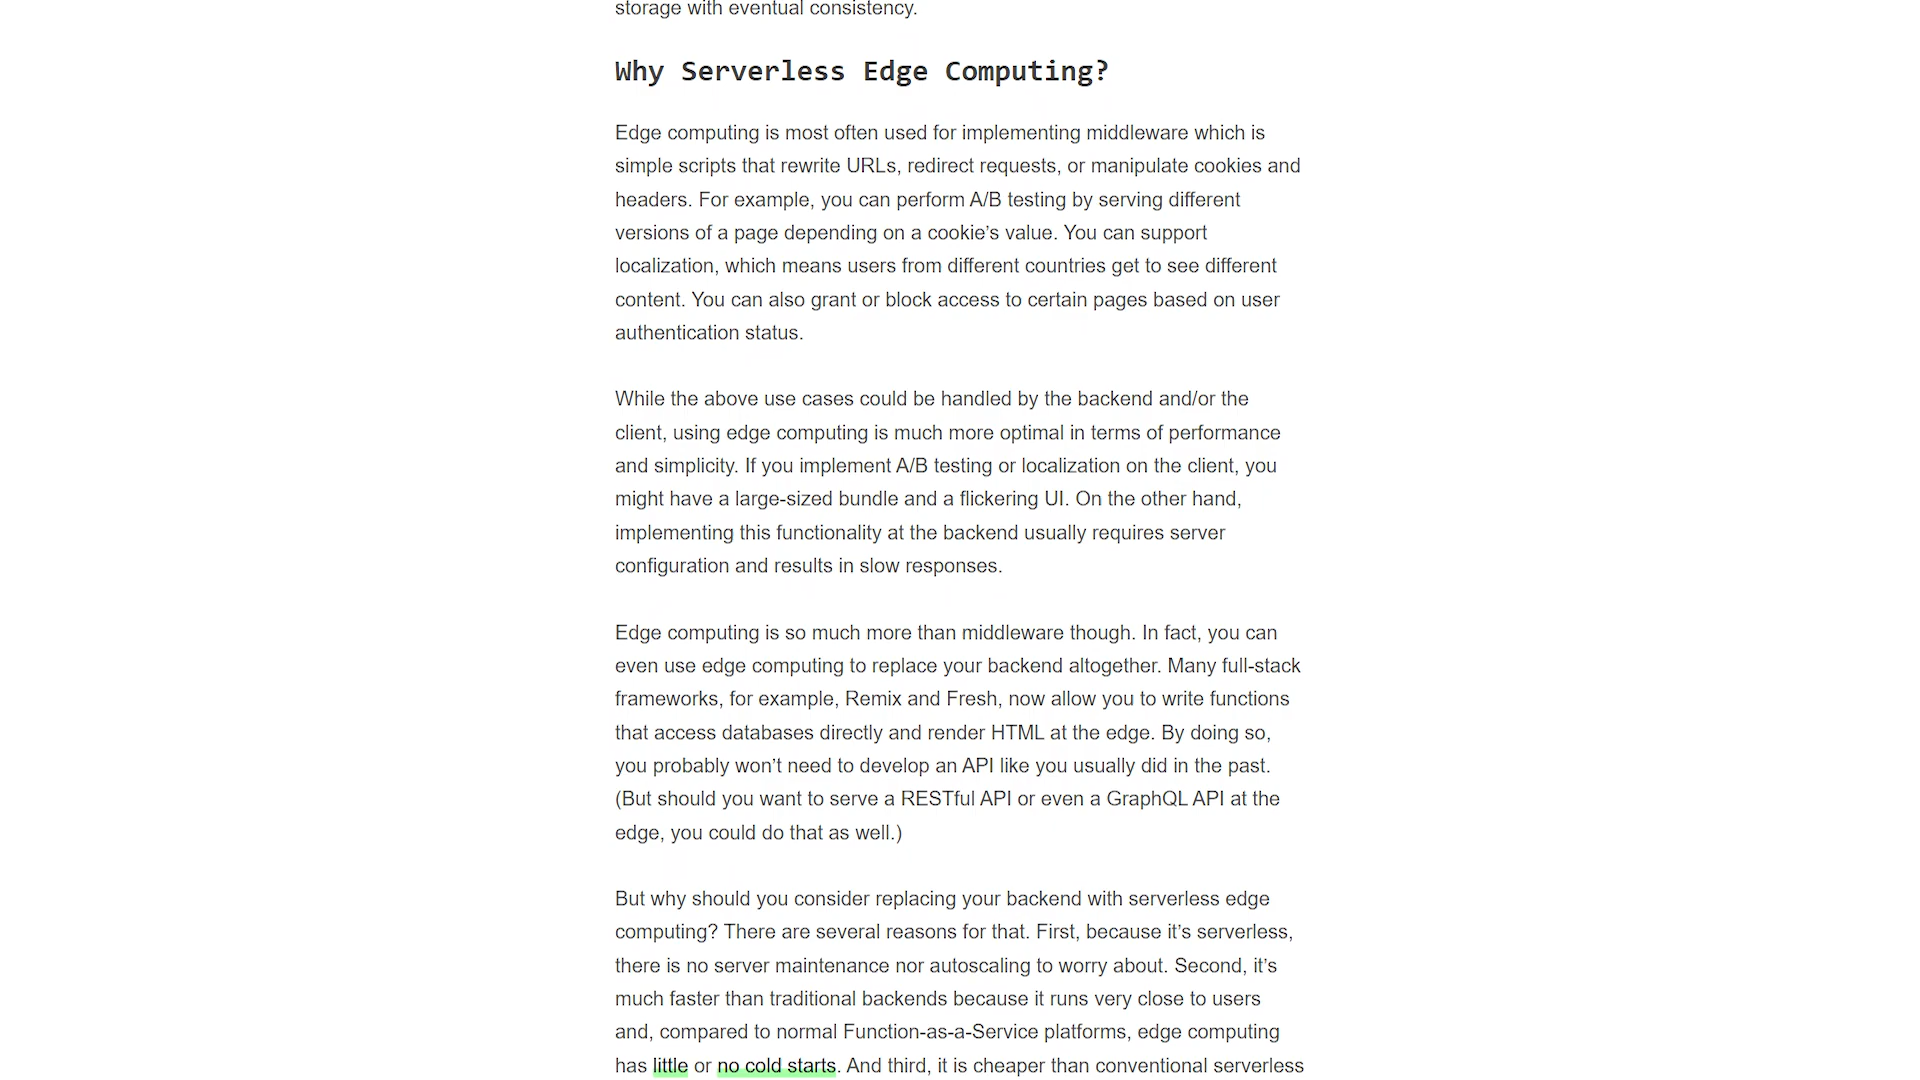 storage with eventual consistency.
Why Serverless Edge Computing?
Edge computing is most often used for implementing middleware which is
simple scripts that rewrite URLs, redirect requests, or manipulate cookies and
headers. For example, you can perform A/B testing by serving different
versions of a page depending on a cookie’s value. You can support
localization, which means users from different countries get to see different
content. You can also grant or block access to certain pages based on user
authentication status.
While the above use cases could be handled by the backend and/or the
client, using edge computing is much more optimal in terms of performance
and simplicity. If you implement A/B testing or localization on the client, you
might have a large-sized bundle and a flickering UI. On the other hand,
implementing this functionality at the backend usually requires server
configuration and results in slow responses.
Edge computing is so much more than middleware though. In fact, you can
even use edge computing to replace your backend altogether. Many full-stack
frameworks, for example, Remix and Fresh, now allow you to write functions
that access databases directly and render HTML at the edge. By doing so,
you probably won’t need to develop an API like you usually did in the past.
(But should you want to serve a RESTful API or even a GraphQL API at the
edge, you could do that as well.)
But why should you consider replacing your backend with serverless edge
computing? There are several reasons for that. First, because it’s serverless,
there is no server maintenance nor autoscaling to worry about. Second, it’s
much faster than traditional backends because it runs very close to users
and, compared to normal Function-as-a-Service platforms, edge computing
has little or no cold starts. And third, it is cheaper than conventional serverless